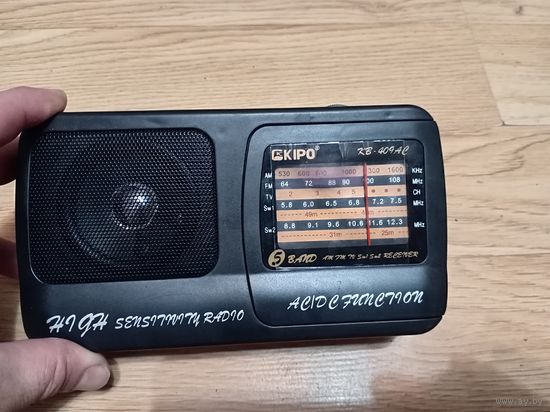 KIPO® KB-409AC
AM 530 600 1000 1300 1600 KHz
FM 64 72 88 90 100 108 MHz
TV 2 3 4 5 CH
Sw1 5.8 6.0 6.5 6.8 7.2 7.5 MHz
49m
Sw2 8.8 9.1 9.6 10.6 11.6 12.3 MHz
31m 25m
5 BAND AM FM TV Sw1 Sw2 RECEIVER
AC/DC FUNCTION
HIGH SENSITIVITY RADIO
www.ay.by